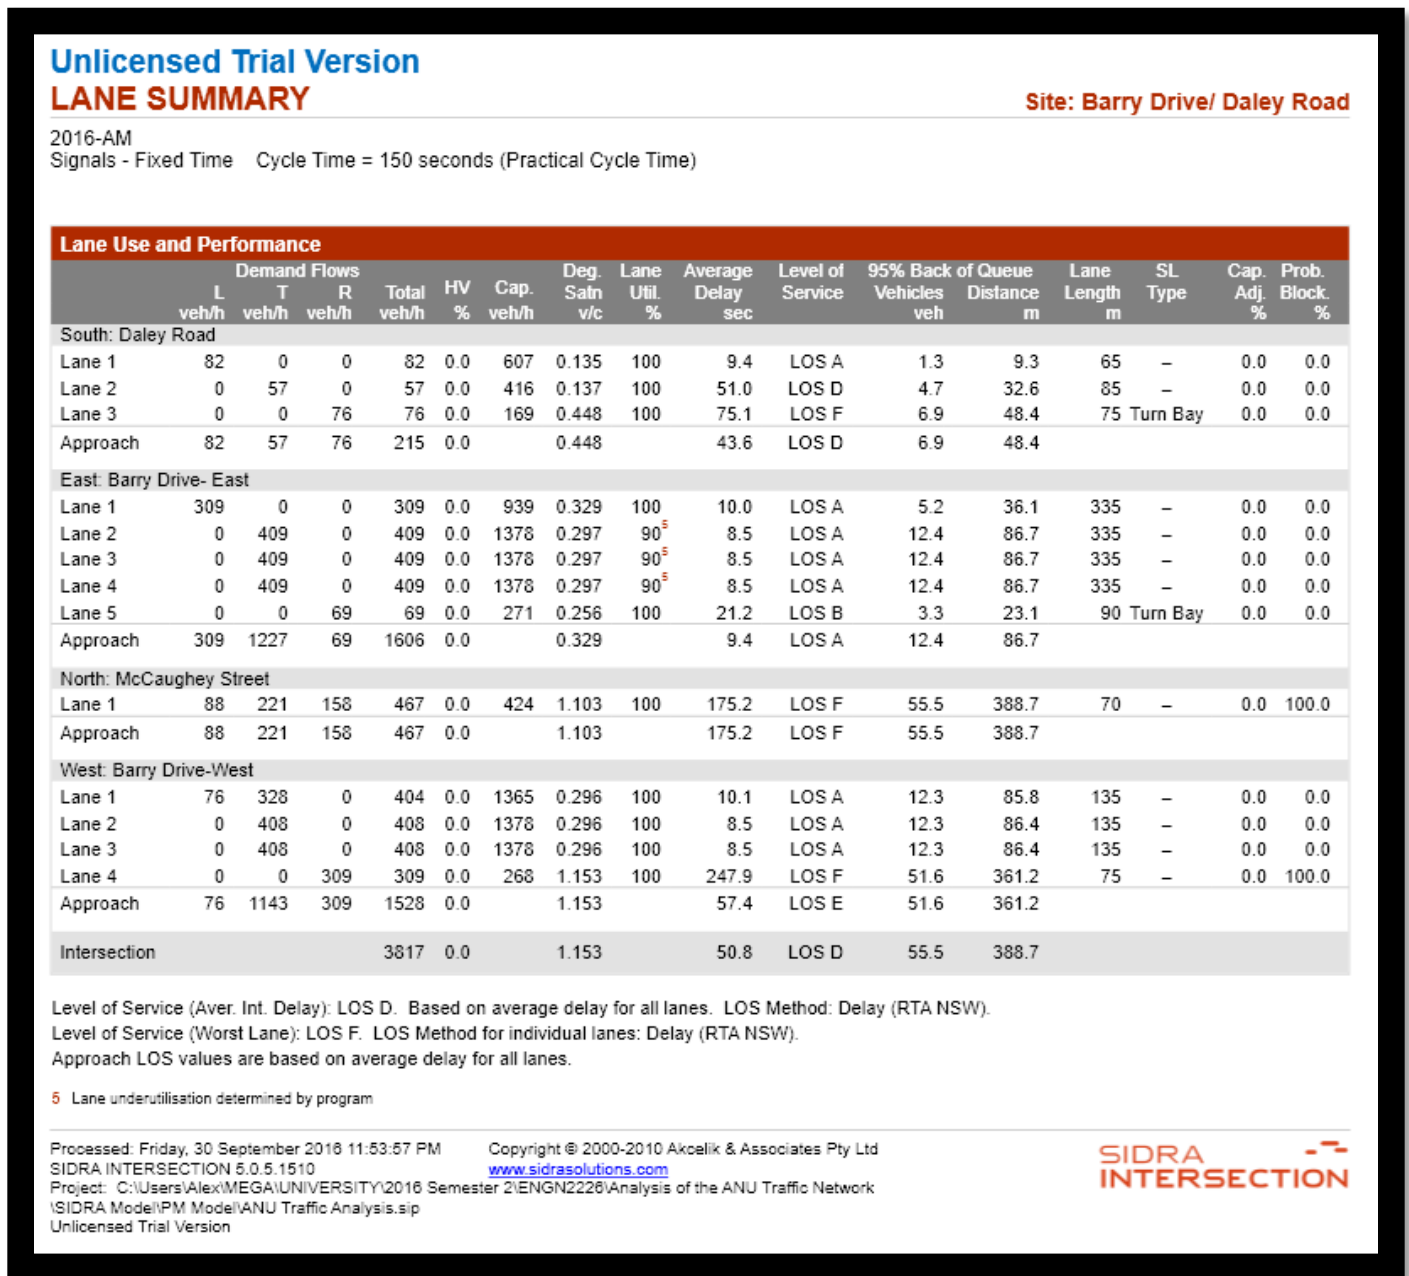 Unlicensed Trial Version
LANE SUMMARY
Site: Barry Drive/ Daley Road
2016-AM
Signals - Fixed Time Cycle Time = 150 seconds (Practical Cycle Time)
Lane Use and Performance
Demand Flows Deg. Lane Average Level of 95% Back of Queue Lane SL Cap. Prob.
L T R Total HV Cap. Satn Util. Delay Service Vehicles Distance Length Type Adj. Block.
veh/h veh/h veh/h veh/h % veh/h v/c % sec veh m m % %
South: Daley Road
Lane 1 82 0 0 82 0.0 607 0.135 100 9.4 LOS A 1.3 9.3 65 – 0.0 0.0
Lane 2 0 57 0 57 0.0 416 0.137 100 51.0 LOS D 4.7 32.6 85 – 0.0 0.0
Lane 3 0 0 76 76 0.0 169 0.448 100 75.1 LOS F 6.9 48.4 75 Turn Bay 0.0 0.0
Approach 82 57 76 215 0.0 0.448 43.6 LOS D 6.9 48.4
East: Barry Drive- East
Lane 1 309 0 0 309 0.0 939 0.329 100 10.0 LOS A 5.2 36.1 335 – 0.0 0.0
Lane 2 0 409 0 409 0.0 1378 0.297 90⁵ 8.5 LOS A 12.4 86.7 335 – 0.0 0.0
Lane 3 0 409 0 409 0.0 1378 0.297 90⁵ 8.5 LOS A 12.4 86.7 335 – 0.0 0.0
Lane 4 0 409 0 409 0.0 1378 0.297 90⁵ 8.5 LOS A 12.4 86.7 335 – 0.0 0.0
Lane 5 0 0 69 69 0.0 271 0.256 100 21.2 LOS B 3.3 23.1 90 Turn Bay 0.0 0.0
Approach 309 1227 69 1606 0.0 0.329 9.4 LOS A 12.4 86.7
North: McCaughey Street
Lane 1 88 221 158 467 0.0 424 1.103 100 175.2 LOS F 55.5 388.7 70 – 0.0 100.0
Approach 88 221 158 467 0.0 1.103 175.2 LOS F 55.5 388.7
West: Barry Drive-West
Lane 1 76 328 0 404 0.0 1365 0.296 100 10.1 LOS A 12.3 85.8 135 – 0.0 0.0
Lane 2 0 408 0 408 0.0 1378 0.296 100 8.5 LOS A 12.3 86.4 135 – 0.0 0.0
Lane 3 0 408 0 408 0.0 1378 0.296 100 8.5 LOS A 12.3 86.4 135 – 0.0 0.0
Lane 4 0 0 309 309 0.0 268 1.153 100 247.9 LOS F 51.6 361.2 75 – 0.0 100.0
Approach 76 1143 309 1528 0.0 1.153 57.4 LOS E 51.6 361.2
Intersection 3817 0.0 1.153 50.8 LOS D 55.5 388.7
Level of Service (Aver. Int. Delay): LOS D. Based on average delay for all lanes. LOS Method: Delay (RTA NSW).
Level of Service (Worst Lane): LOS F. LOS Method for individual lanes: Delay (RTA NSW).
Approach LOS values are based on average delay for all lanes.
5 Lane underutilisation determined by program
Processed: Friday, 30 September 2016 11:53:57 PM Copyright © 2000-2010 Akcelik & Associates Pty Ltd
SIDRA INTERSECTION 5.0.5.1510 www.sidrasolutions.com
Project: C:\Users\Alex\MEGA\UNIVERSITY\2016 Semester 2\ENGN2226\Analysis of the ANU Traffic Network
\SIDRA Model\PM Model\ANU Traffic Analysis.sip
Unlicensed Trial Version
SIDRA
INTERSECTION